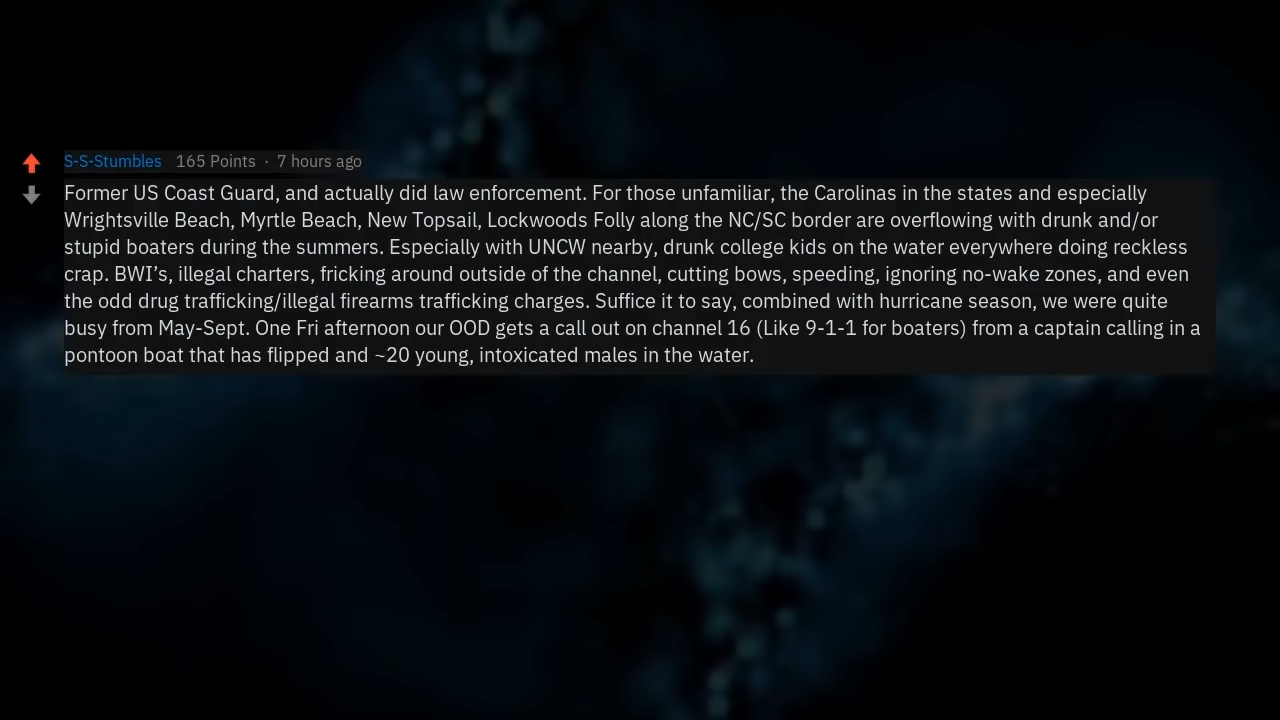 S-S-Stumbles 165 Points · 7 hours ago
Former US Coast Guard, and actually did law enforcement. For those unfamiliar, the Carolinas in the states and especially
Wrightsville Beach, Myrtle Beach, New Topsail, Lockwoods Folly along the NC/SC border are overflowing with drunk and/or
stupid boaters during the summers. Especially with UNCW nearby, drunk college kids on the water everywhere doing reckless
crap. BWI’s, illegal charters, fricking around outside of the channel, cutting bows, speeding, ignoring no-wake zones, and even
the odd drug trafficking/illegal firearms trafficking charges. Suffice it to say, combined with hurricane season, we were quite
busy from May-Sept. One Fri afternoon our OOD gets a call out on channel 16 (Like 9-1-1 for boaters) from a captain calling in a
pontoon boat that has flipped and ~20 young, intoxicated males in the water.